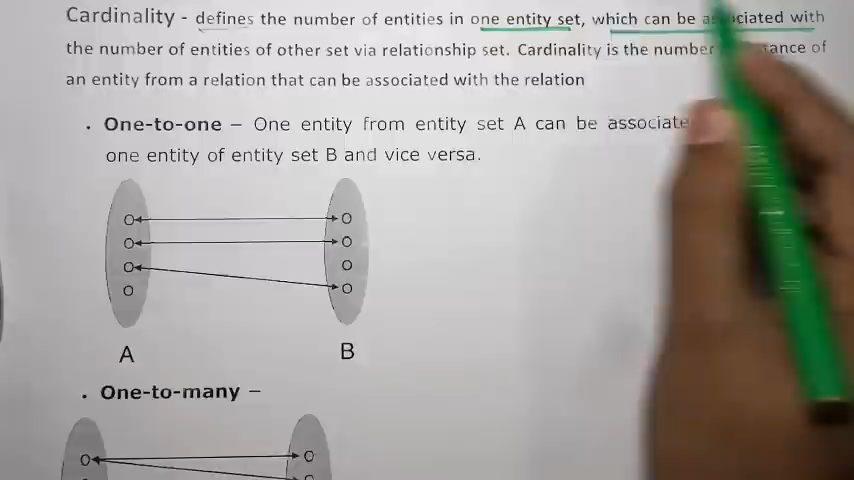 Cardinality - defines the number of entities in one entity set, which can be associated with
the number of entities of other set via relationship set. Cardinality is the number of
an entity from a relation that can be associated with the relation
. One-to-one – One entity from entity set A can be associate
one entity of entity set B and vice versa.
A B
. One-to-many –